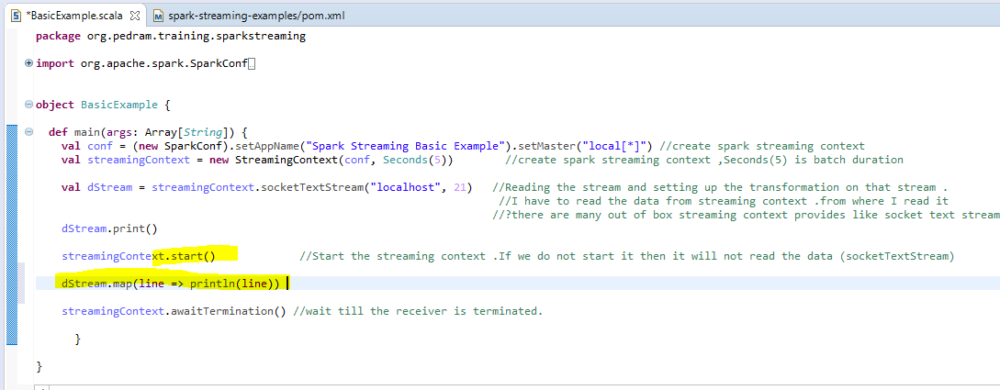 *BasicExample.scala spark-streaming-examples/pom.xml
package org.pedram.training.sparkstreaming
import org.apache.spark.SparkConf
object BasicExample {
def main(args: Array[String]) {
val conf = (new SparkConf).setAppName("Spark Streaming Basic Example").setMaster("local[*]") //create spark streaming context
val streamingContext = new StreamingContext(conf, Seconds(5)) //create spark streaming context ,Seconds(5) is batch duration
val dStream = streamingContext.socketTextStream("localhost", 21) //Reading the stream and setting up the transformation on that stream .
//I have to read the data from streaming context .from where I read it
//?there are many out of box streaming context provides like socket text stream
dStream.print()
streamingContext.start() //Start the streaming context .If we do not start it then it will not read the data (socketTextStream)
dStream.map(line => println(line))
streamingContext.awaitTermination() //wait till the receiver is terminated.
}
}